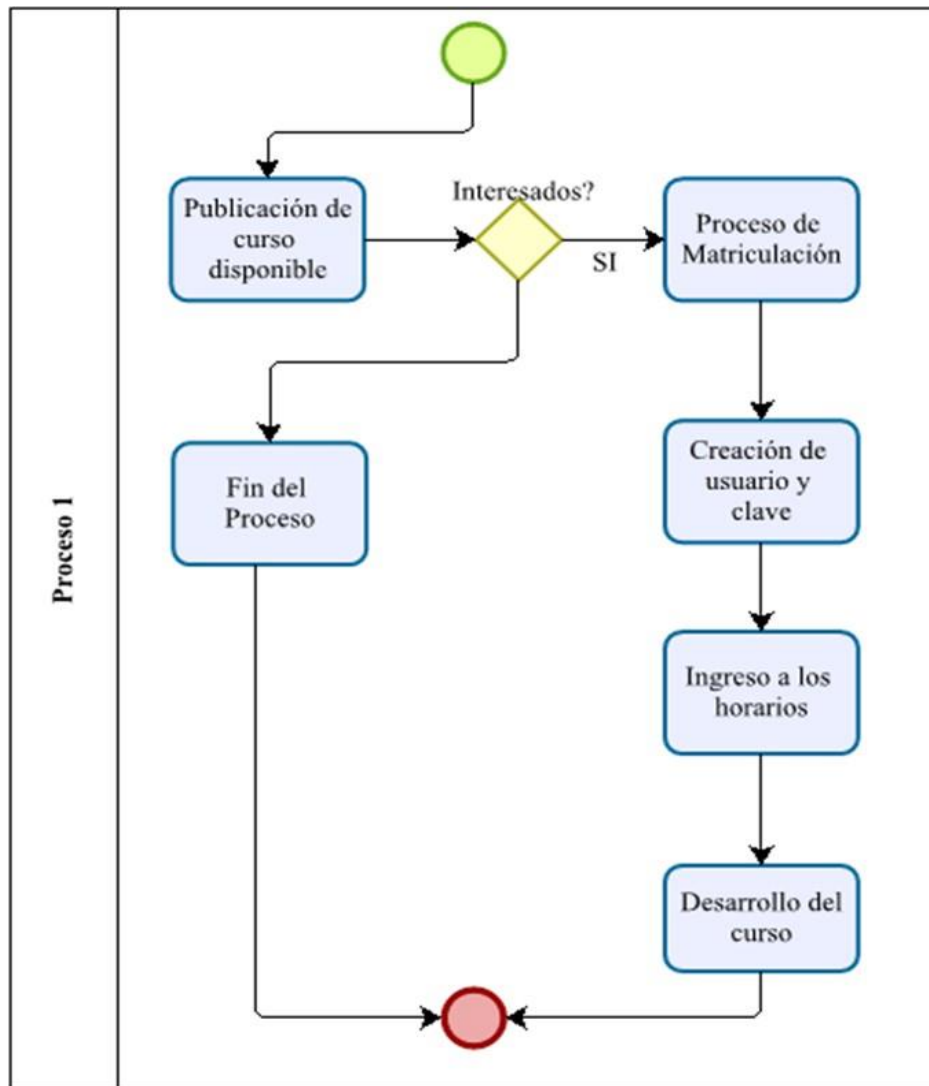 Proceso 1
Publicación de
curso
disponible
Interesados?
SI
Proceso de
Matriculación
Fin del
Proceso
Creación de
usuario y
clave
Ingreso a los
horarios
Desarrollo del
curso